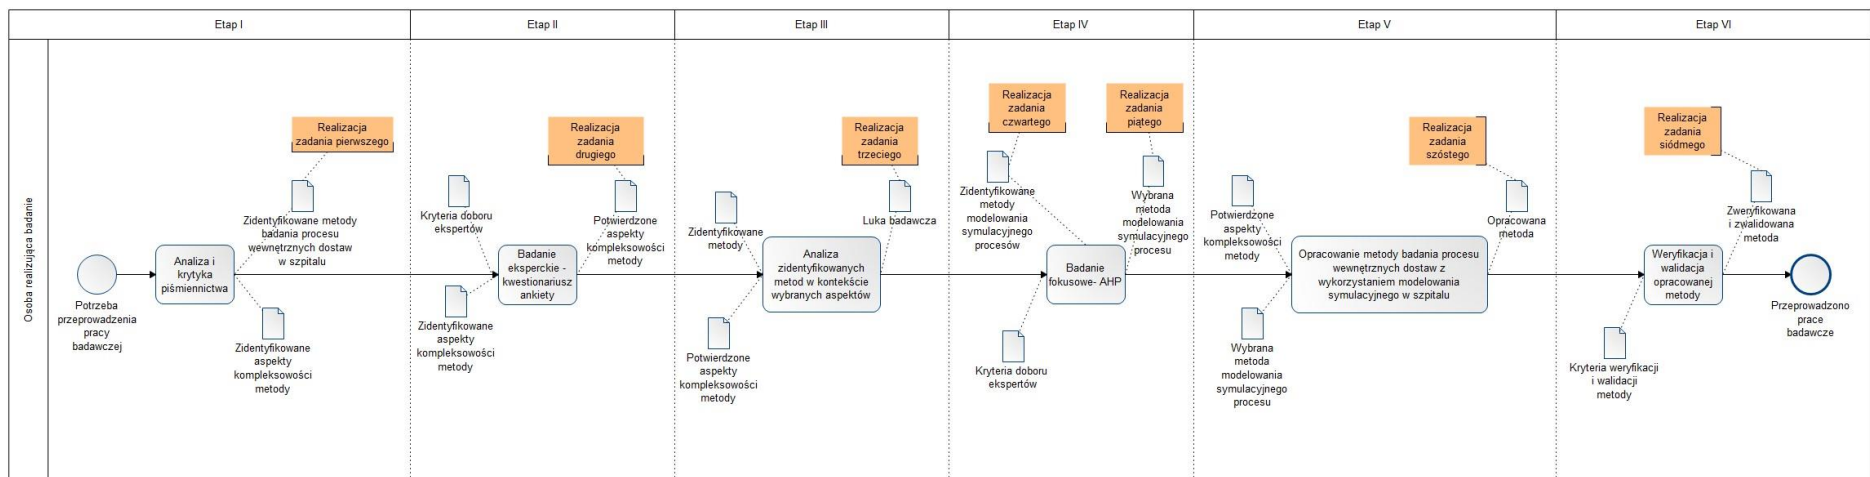 Etap I
Etap II
Etap III
Etap IV
Etap V
Etap VI
Osoba realizująca badanie
Potrzeba
przeprowadzenia
pracy
badawczej
Analiza i
krytyka
piśmiennictwa
Realizacja
zadania pierwszego
Zidentyfikowane metody
badania procesu
wewnętrznych dostaw
w szpitalu
Zidentyfikowane
aspekty
kompleksowości
metody
Kryteria doboru
ekspertów
Badanie
eksperckie -
kwestionariusz
ankiety
Zidentyfikowane
aspekty
kompleksowości
metody
Realizacja
zadania
drugiego
Potwierdzone
aspekty
kompleksowości
metody
Zidentyfikowane
metody
Potwierdzone
aspekty
kompleksowości
metody
Analiza
zidentyfikowanych
metod w kontekście
wybranych aspektów
Realizacja
zadania
trzeciego
Luka badawcza
Realizacja
zadania
czwartego
Zidentyfikowane
metody
modelowania
symulacyjnego
procesów
Kryteria doboru
ekspertów
Badanie
fokusowe- AHP
Realizacja
zadania
piątego
Wybrana
metoda
modelowania
symulacyjnego
procesu
Potwierdzone
aspekty
kompleksowości
metody
Wybrana
metoda
modelowania
symulacyjnego
procesu
Opracowanie metody badania procesu
wewnętrznych dostaw z
wykorzystaniem modelowania
symulacyjnego w szpitalu
Realizacja
zadania
szóstego
Opracowana
metoda
Realizacja
zadania
siódmego
Zweryfikowana
i zwalidowana
metoda
Weryfikacja i
walidacja
opracowanej
metody
Kryteria weryfikacji
i walidacji
metody
Przeprowadzono
prace
badawcze